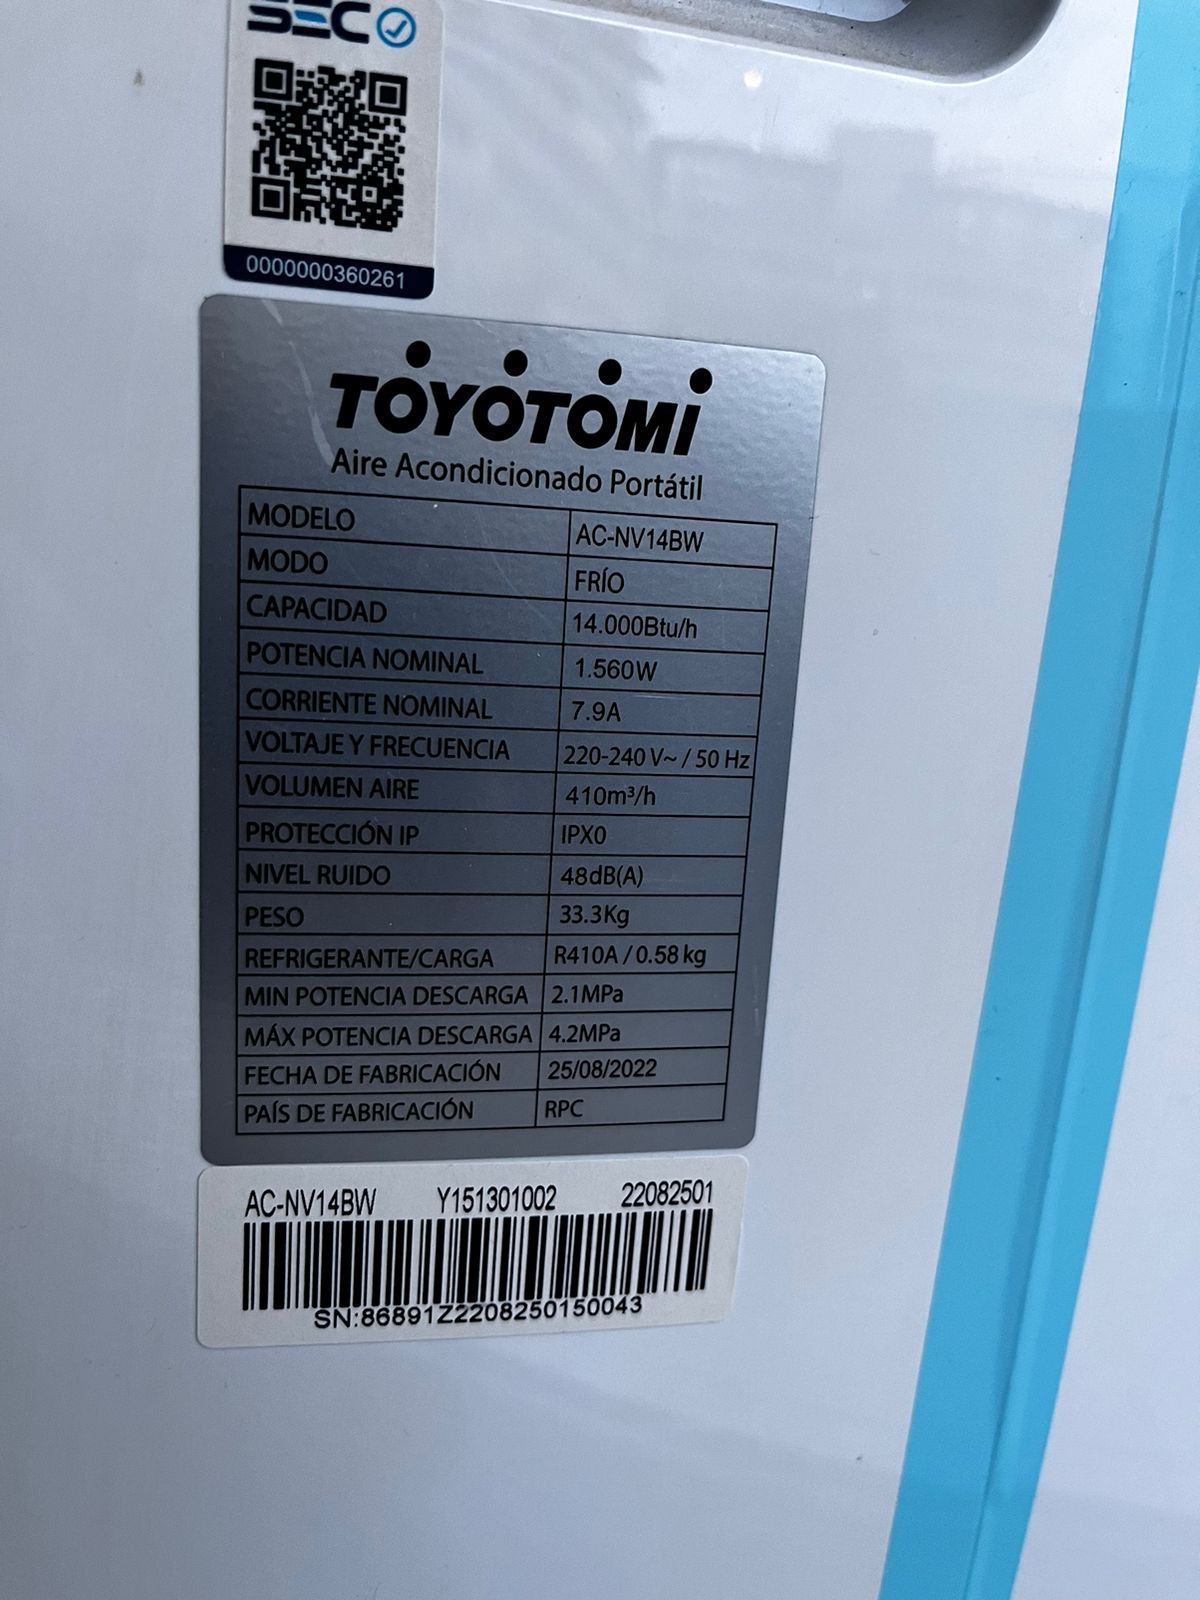 SEC
0000000360261
TOYOTOMI
Aire Acondicionado Portátil
MODELO AC-NV14BW
MODO FRÍO
CAPACIDAD 14.000Btu/h
POTENCIA NOMINAL 1.560W
CORRIENTE NOMINAL 7.9A
VOLTAJE Y FRECUENCIA 220-240 V~ / 50 Hz
VOLUMEN AIRE 410m³/h
PROTECCIÓN IP IPX0
NIVEL RUIDO 48dB(A)
PESO 33.3Kg
REFRIGERANTE/CARGA R410A / 0.58 kg
MIN POTENCIA DESCARGA 2.1MPa
MÁX POTENCIA DESCARGA 4.2MPa
FECHA DE FABRICACIÓN 25/08/2022
PAÍS DE FABRICACIÓN RPC
AC-NV14BW Y151301002 22082501
SN:86891Z2208250150043